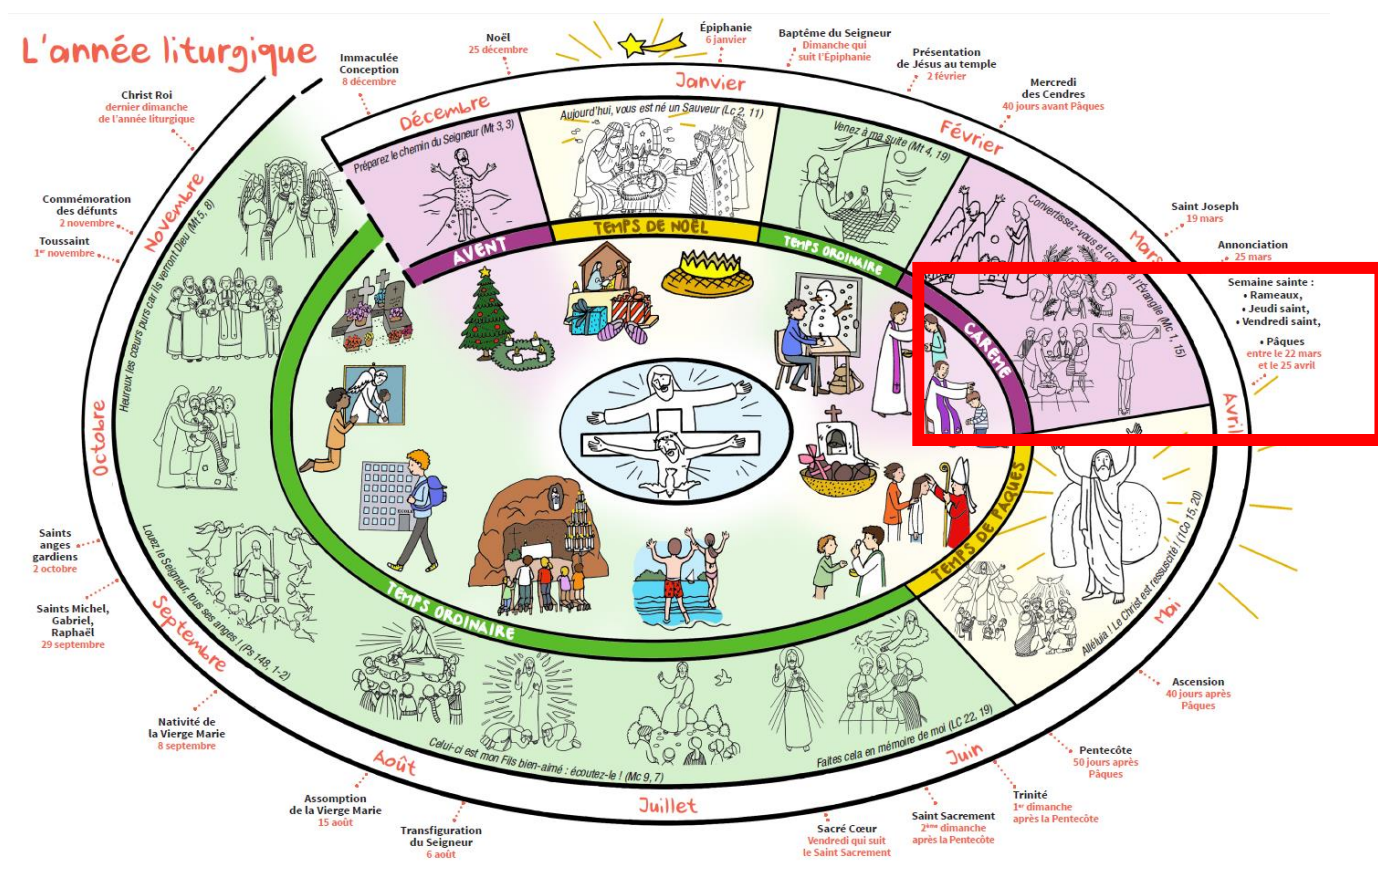 L'année liturgique
Noël
25 décembre
Épiphanie
6 janvier
Baptême du Seigneur
Dimanche qui
suit l'Épiphanie
Présentation
de Jésus au temple
2 février
Mercredi
des Cendres
40 jours avant Pâques
Immaculée
Conception
8 décembre
Christ Roi
dernier dimanche
de l'année liturgique
Commémoration
des défunts
2 novembre
Toussaint
1er novembre
Saint Joseph
19 mars
Annonciation
25 mars
Semaine sainte :
• Rameaux,
• Jeudi saint,
• Vendredi saint,
• Pâques
entre le 22 mars
et le 25 avril
Décembre
Janvier
Février
Mars
Avril
Mai
Juin
Juillet
Août
Septembre
Octobre
Novembre
Préparez le chemin du Seigneur (Mt 3, 3)
Aujourd'hui, vous est né un Sauveur (Lc 2, 11)
Venez à ma suite (Mt 4, 19)
Convertissez-vous et cro à l'Évangile (Mc 1, 15)
Alléluia ! Le Christ est ressuscité ! (1Co 15, 20)
Faites cela en mémoire de moi (LC 22, 19)
Celui-ci est mon Fils bien-aimé : écoutez-le ! (Mc 9, 7)
Louez le Seigneur, tous ses anges ! (Ps 148, 1-2)
Heureux les cœurs purs car ils verront Dieu (Mt 5, 8)
AVENT
TEMPS DE NOËL
TEMPS ORDINAIRE
CARÊME
TEMPS DE PÂQUES
TEMPS ORDINAIRE
ECOLE
Saints
anges
gardiens
2 octobre
Saints Michel,
Gabriel,
Raphaël
29 septembre
Nativité de
la Vierge Marie
8 septembre
Assomption
de la Vierge Marie
15 août
Transfiguration
du Seigneur
6 août
Sacré Cœur
Vendredi qui suit
le Saint Sacrement
Saint Sacrement
2ème dimanche
après la Pentecôte
Trinité
1er dimanche
après la Pentecôte
Pentecôte
50 jours après
Pâques
Ascension
40 jours après
Pâques